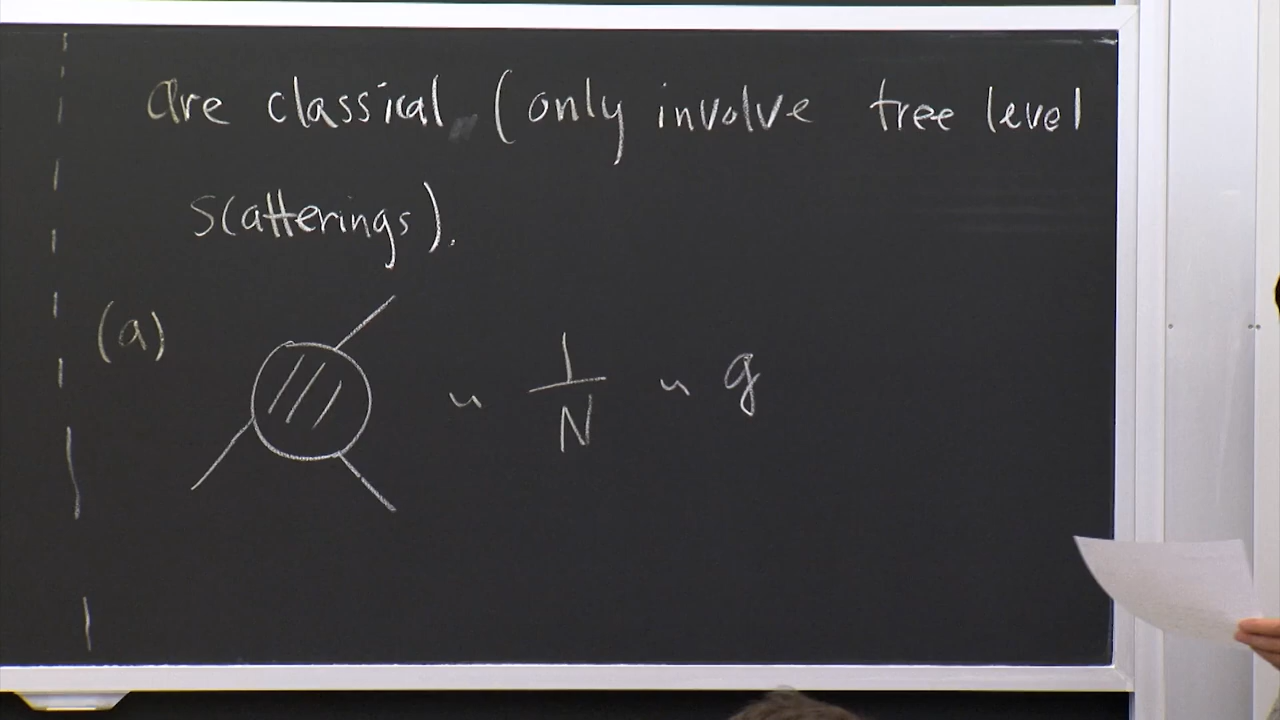 are classical (only involve tree level
scatterings).
(a) ~ 1/N ~ g